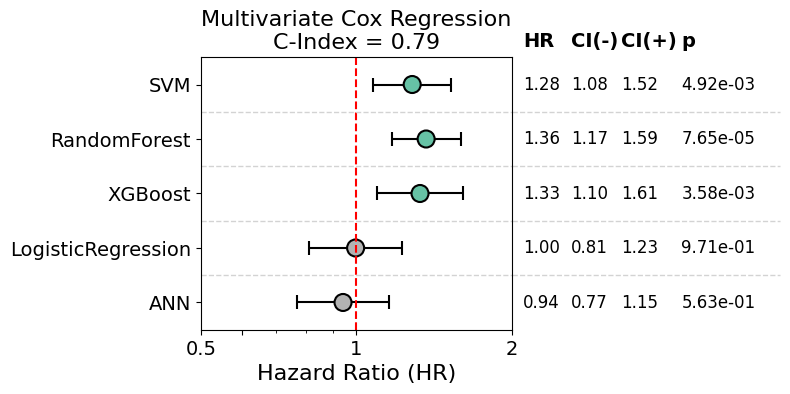 Multivariate Cox Regression
C-Index = 0.79
HR CI(-) CI(+) p
SVM 1.28 1.08 1.52 4.92e-03
RandomForest 1.36 1.17 1.59 7.65e-05
XGBoost 1.33 1.10 1.61 3.58e-03
LogisticRegression 1.00 0.81 1.23 9.71e-01
ANN 0.94 0.77 1.15 5.63e-01
0.5 1 2
Hazard Ratio (HR)